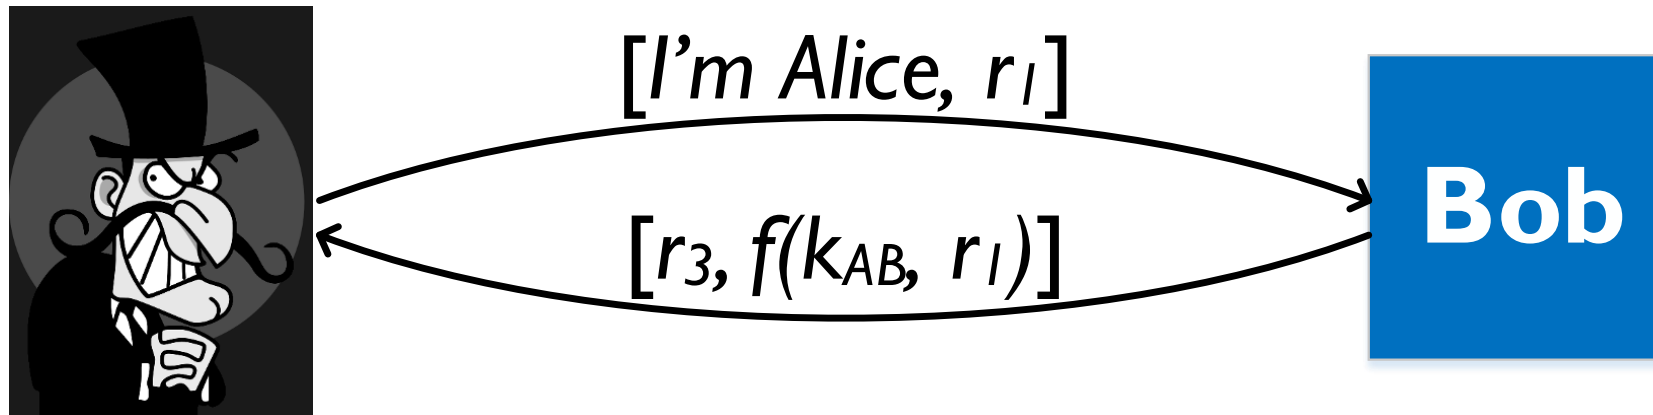 [I’m Alice, r1]
[r3, f(kAB, r1)]
Bob